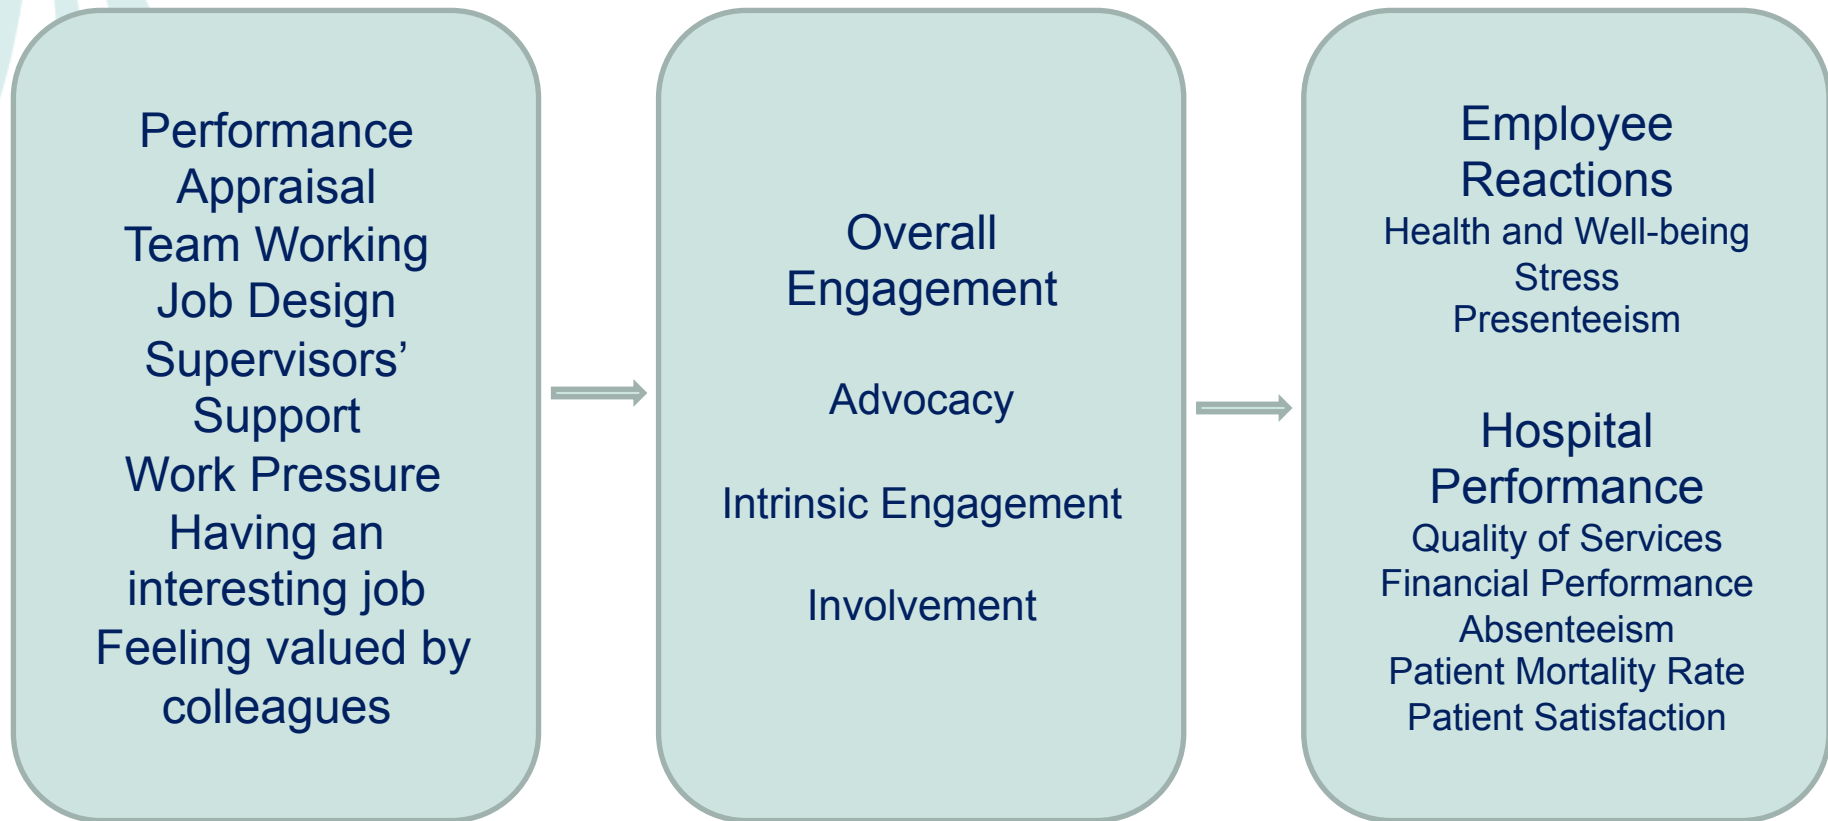 Performance
Appraisal
Team Working
Job Design
Supervisors’
Support
Work Pressure
Having an
interesting job
Feeling valued by
colleagues
Overall
Engagement
Advocacy
Intrinsic Engagement
Involvement
Employee
Reactions
Health and Well-being
Stress
Presenteeism
Hospital
Performance
Quality of Services
Financial Performance
Absenteeism
Patient Mortality Rate
Patient Satisfaction